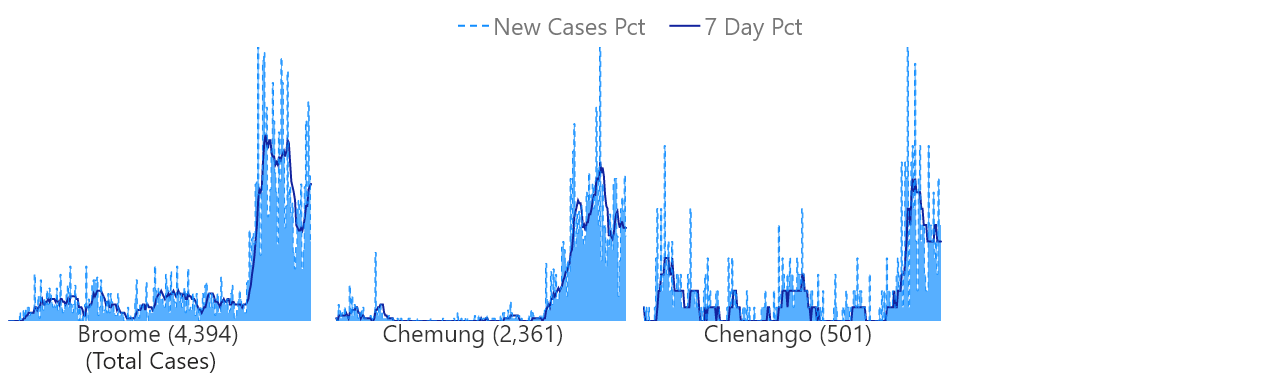 New Cases Pct 7 Day Pct
Broome (4,394) Chemung (2,361) Chenango (501)
(Total Cases)